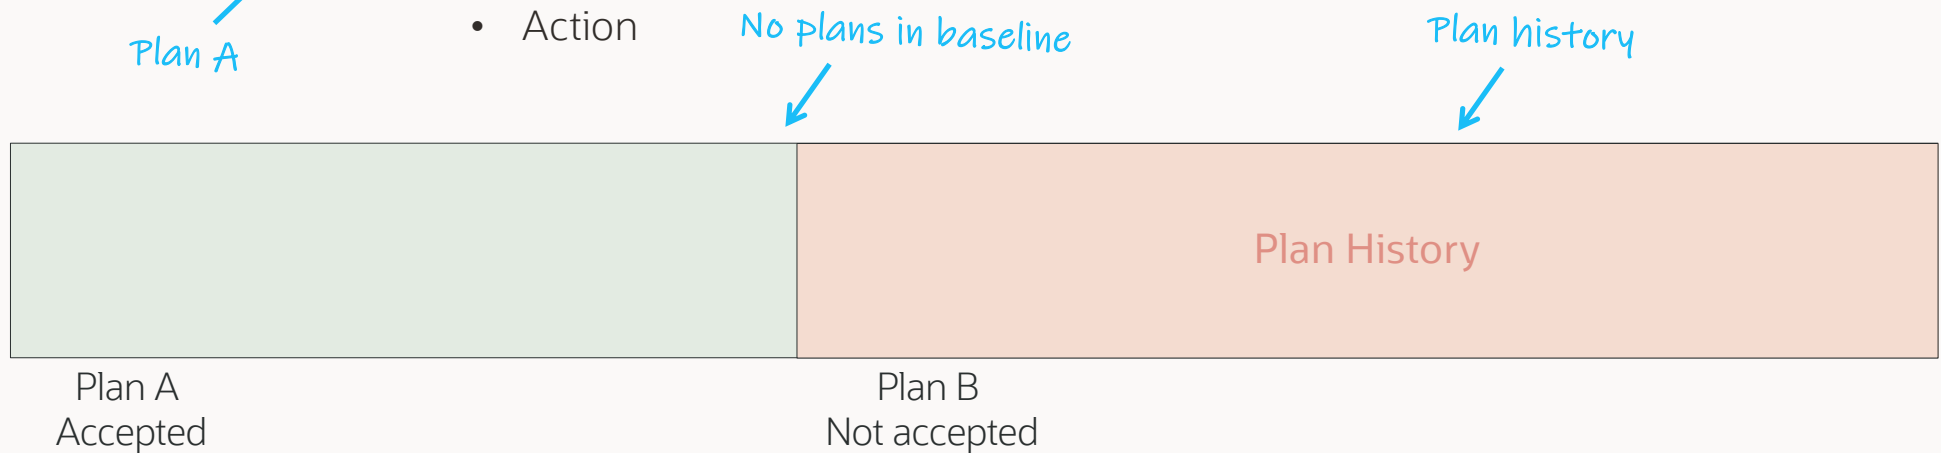 Plan A
• Action
No plans in baseline
Plan history
Plan History
Plan A
Accepted
Plan B
Not accepted